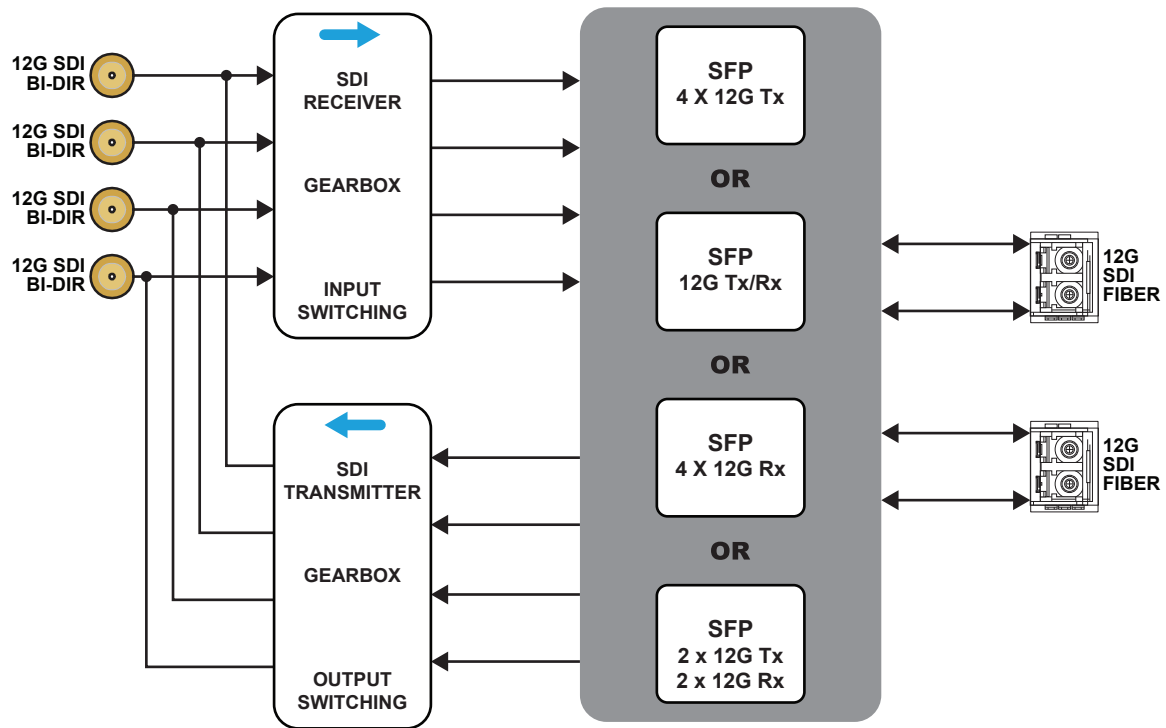 12G SDI
BI-DIR
12G SDI
BI-DIR
12G SDI
BI-DIR
12G SDI
BI-DIR
SDI
RECEIVER
GEARBOX
INPUT
SWITCHING
SDI
TRANSMITTER
GEARBOX
OUTPUT
SWITCHING
SFP
4 X 12G Tx
OR
SFP
12G Tx/Rx
OR
SFP
4 X 12G Rx
OR
SFP
2 x 12G Tx
2 x 12G Rx
12G
SDI
FIBER
12G
SDI
FIBER